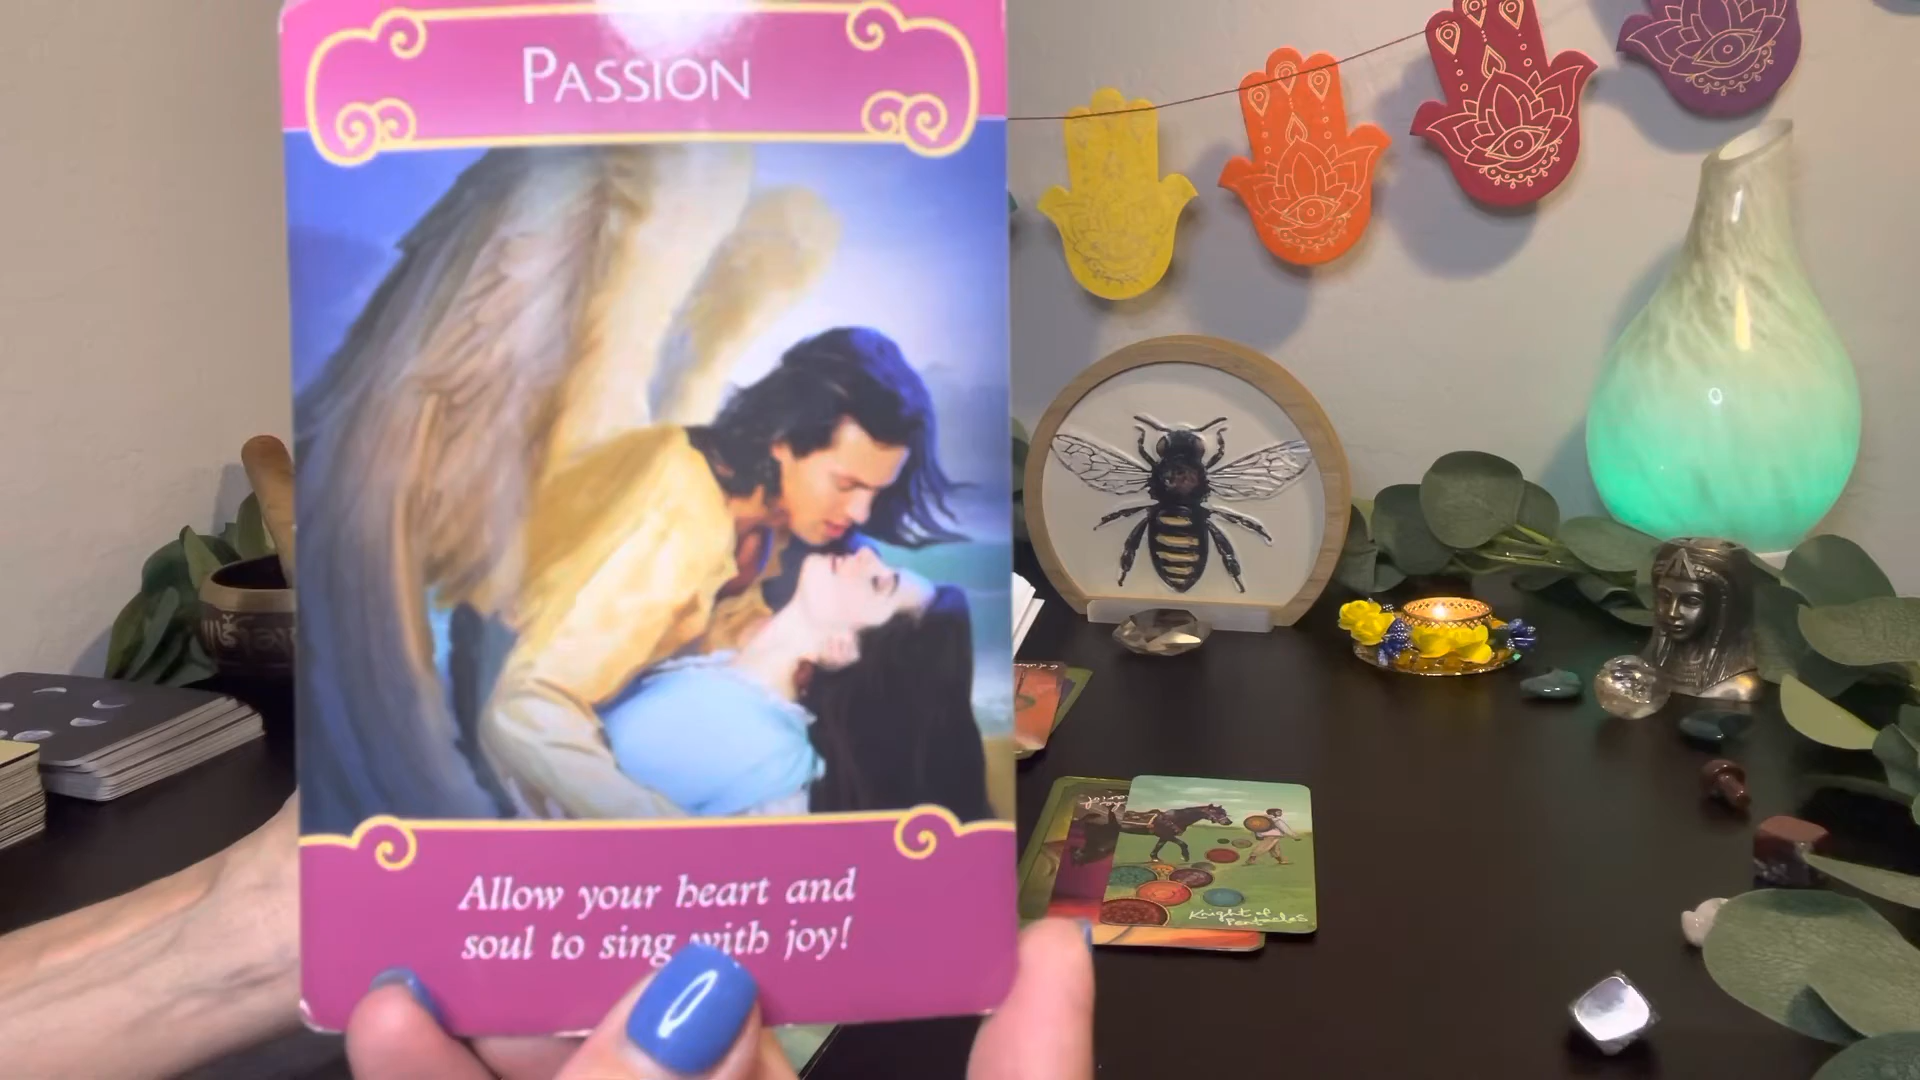 PASSION
Allow your heart and
soul to sing with joy!
Knight of
Pentacles